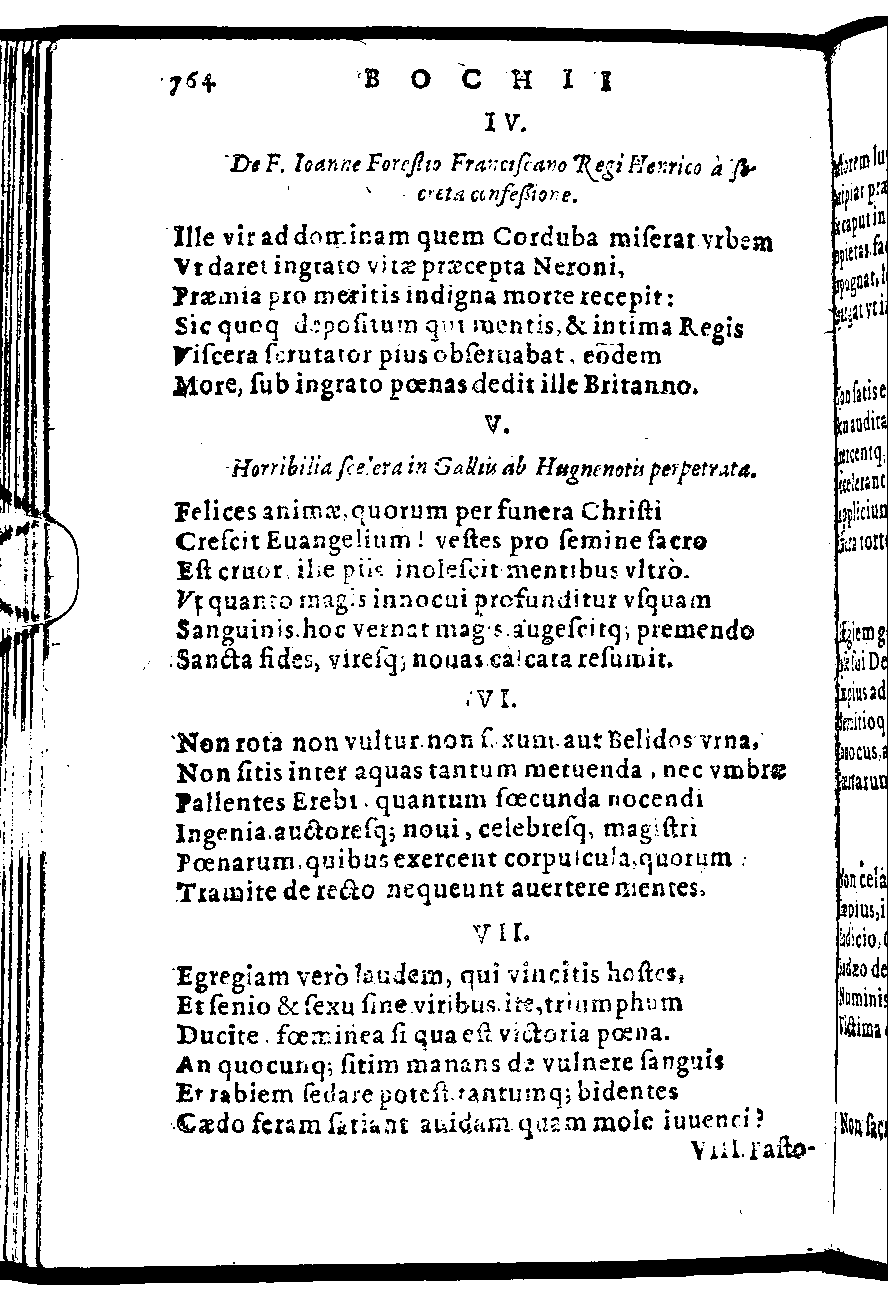 764 BOCHII
IV.
De F. Ioanne Forestio Franciscano Regi Henrico à se-
creta confessione.
Ille vir ad dominam quem Corduba miserat vrbem
Vt daret ingrato vitæ præcepta Neroni,
Præmia pro meritis indigna morte recepit:
Sic quoq depositum qui mentis, & intima Regis
Viscera scrutator pius obseruabat, eodem
More, sub ingrato pœnas dedit ille Britanno.
V.
Horribilia scelera in Galliis ab Hugnenotis perpetrata.
Felices animæ, quorum per funera Christi
Crescit Euangelium! vestes pro semine sacro
Est cruor, ille piis inolescit mentibus vltrò.
Vt quanto magis innocui profunditur vsquam
Sanguinis, hoc vernat magis, augescitq; premendo
Sancta fides, viresq; nouas calcata resumit.
VI.
Non rota non vultur, non saxum, aut Belidos vrna,
Non sitis inter aquas tantum metuenda, nec vmbræ
Pallentes Erebi, quantum fœcunda nocendi
Ingenia, auctoresq; noui, celebresq, magistri
Pœnarum, quibus exercent corpuscula, quorum
Tramite de recto nequeunt auertere mentes.
VII.
Egregiam verò laudem, qui vincitis hostes,
Et senio & sexu sine viribus, ite, triumphum
Ducite, fœminea si qua est victoria pœna.
An quocunq; sitim manans de vulnere sanguis
Et rabiem sedare potest, tantumq; bidentes
Cædo feram satiant auidam quam mole iuuenci?
VIII. Pasto-